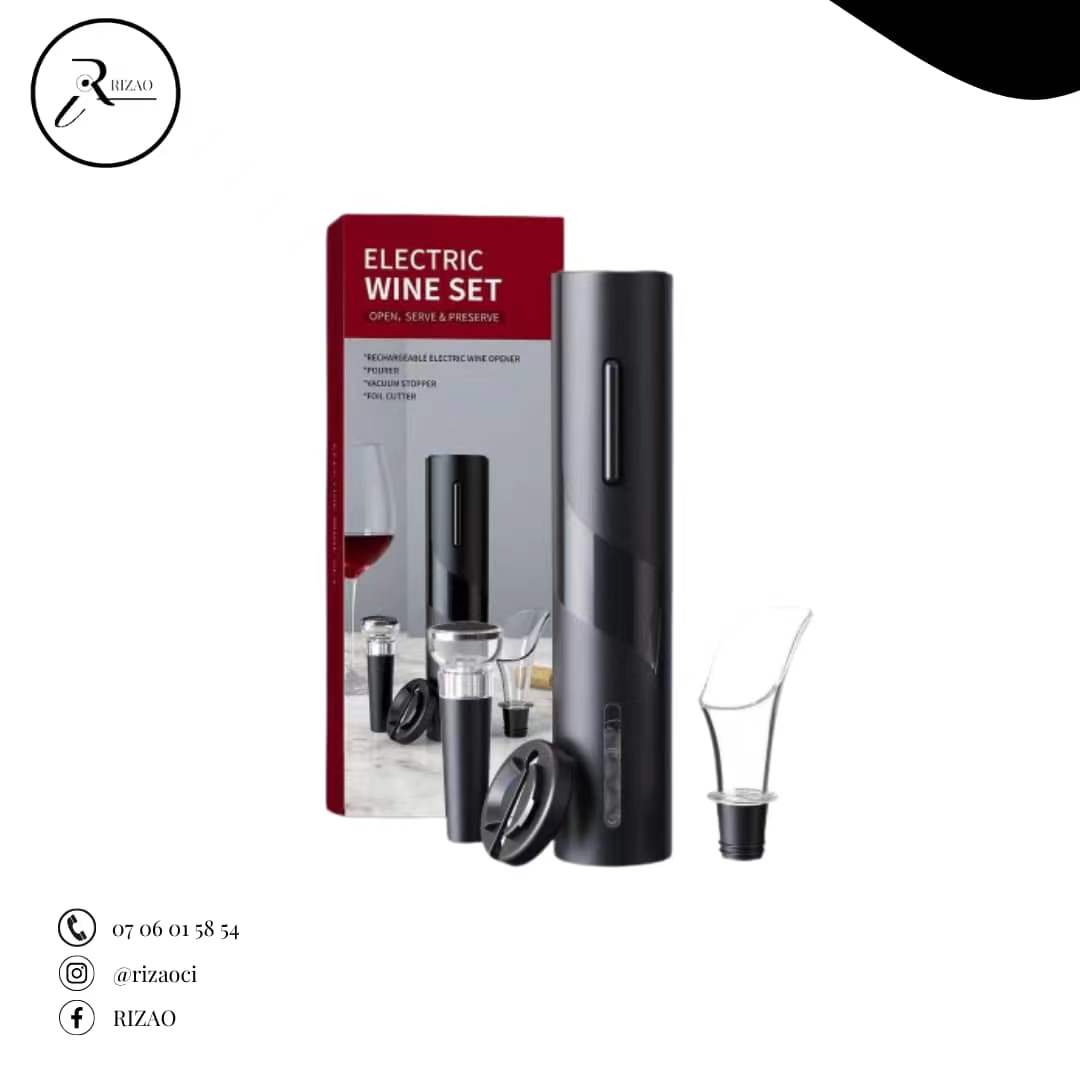 RIZAO
ELECTRIC
WINE SET
OPEN, SERVE & PRESERVE
*RECHARGEABLE ELECTRIC WINE OPENER
*POURER
*VACUUM STOPPER
*FOIL CUTTER
07 06 01 58 54
@rizaoci
RIZAO